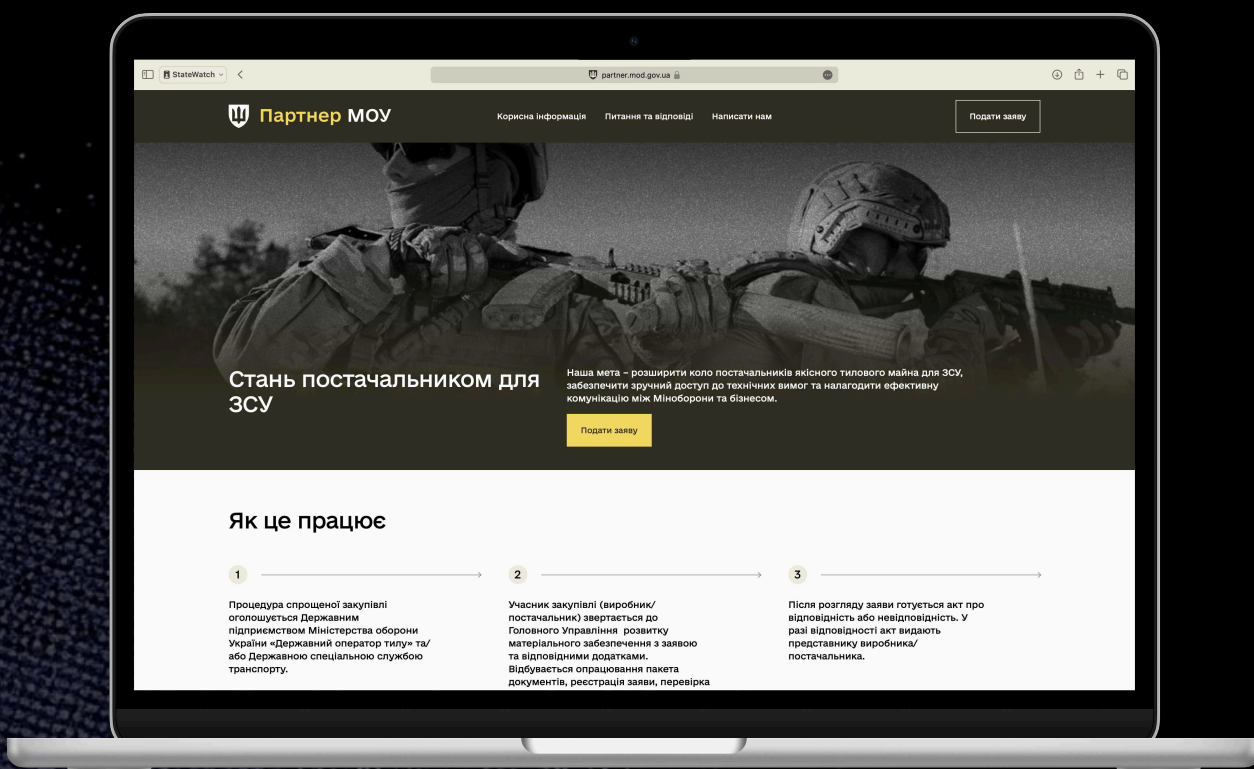 StateWatch
partner.mod.gov.ua
Партнер МОУ
Корисна інформація
Питання та відповіді
Написати нам
Подати заяву
Стань постачальником для
ЗСУ
Наша мета – розширити коло постачальників якісного тилового майна для ЗСУ,
забезпечити зручний доступ до технічних вимог та налагодити ефективну
комунікацію між Міноборони та бізнесом.
Подати заяву
Як це працює
1
Процедура спрощеної закупівлі
оголошується Державним
підприємством Міністерства оборони
України «Державний оператор тилу» та/
або Державною спеціальною службою
транспорту.
2
Учасник закупівлі (виробник/
постачальник) звертається до
Головного Управління  розвитку
матеріального забезпечення з заявою
та відповідними додатками.
Відбувається опрацювання пакета
документів, реєстрація заяви, перевірка
3
Після розгляду заяви готується акт про
відповідність або невідповідність. У
разі відповідності акт видають
представнику виробника/
постачальника.